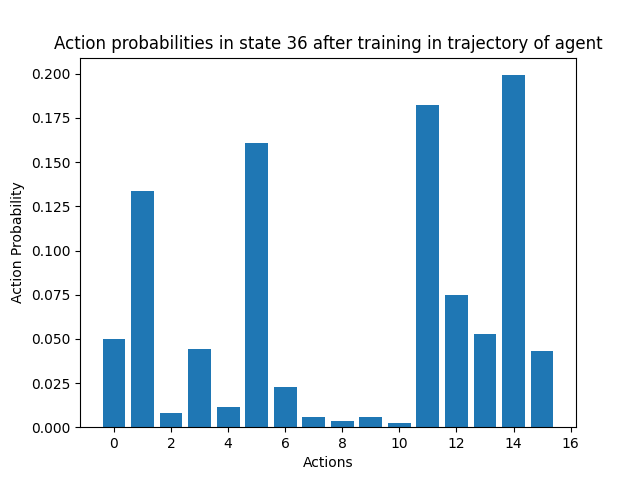 Action probabilities in state 36 after training in trajectory of agent
0.200
0.175
0.150
0.125
0.100
0.075
0.050
0.025
0.000
Action Probability
0 2 4 6 8 10 12 14 16
Actions